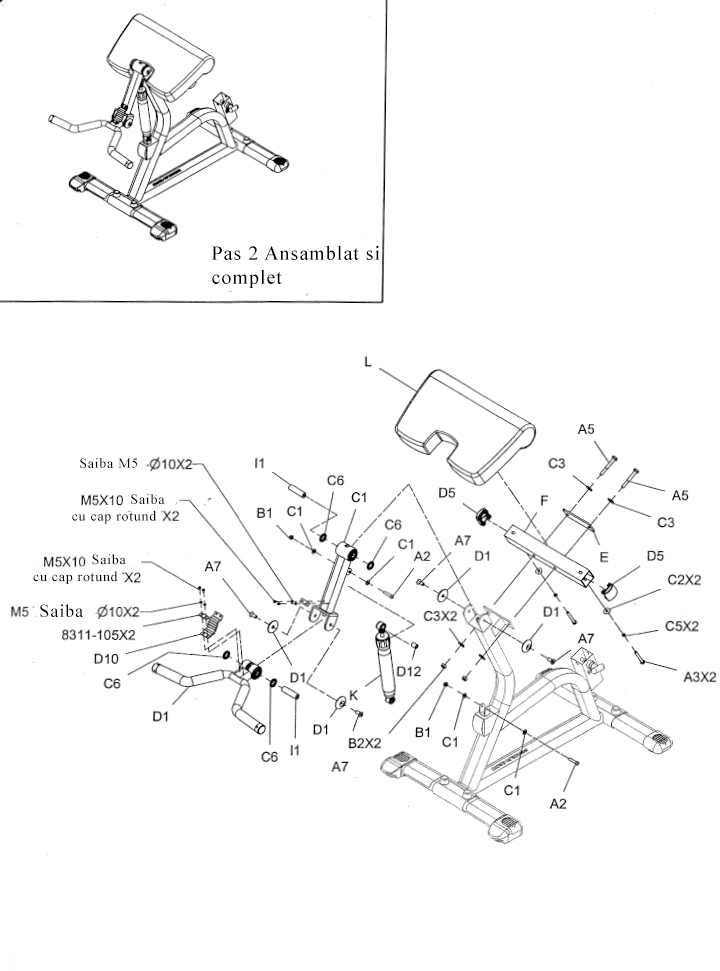 Pas 2 Ansamblat si
complet
L
A5
Saiba M5 -Ø10X2
I1
C6
C3
A5
M5X10 Saiba
cu cap rotund X2
B1
C1
C1
C6
D5
F
C3
C1
A2
A7
D1
E
D5
M5X10 Saiba
cu cap rotund X2
A7
C2X2
M5 Saiba Ø10X2
C3X2
D1
8311-105X2
C5X2
D10
A7
C6
D1
D12
A3X2
K
D1
D1
B1
C1
C6
I1
B2X2
A7
C1
A2